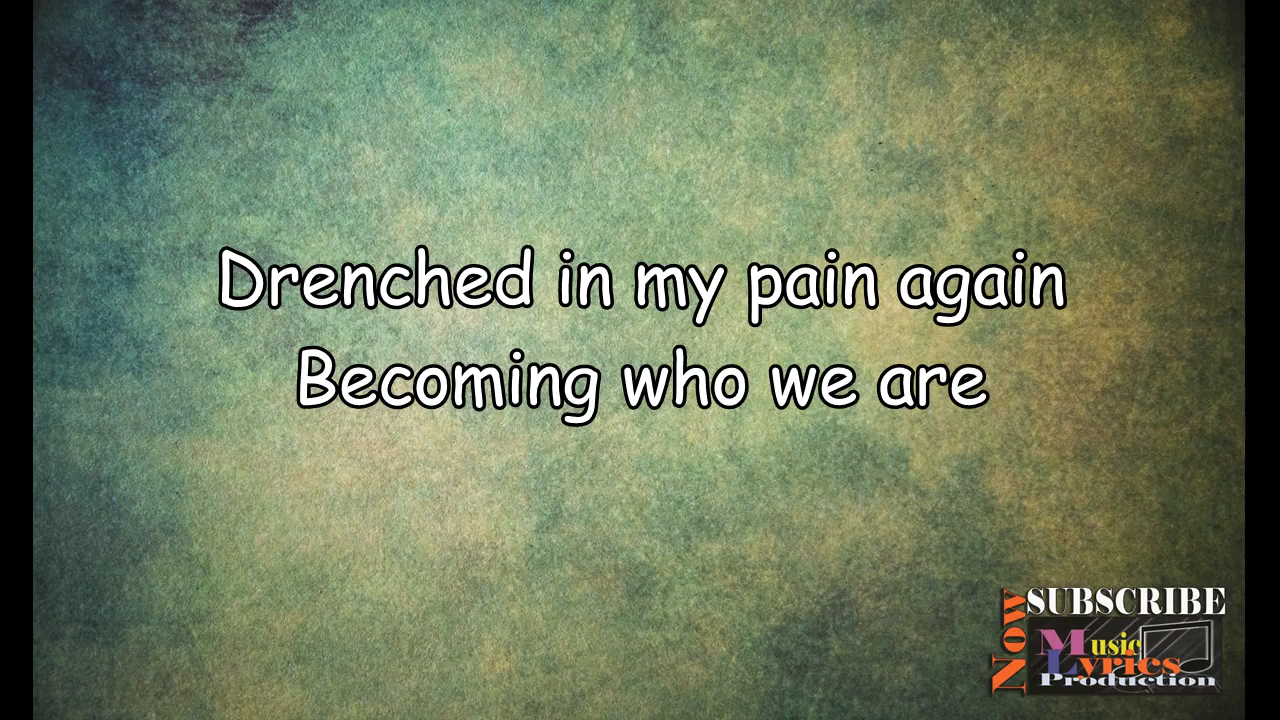 Drenched in my pain again
Becoming who we are
NOW
SUBSCRIBE
Music
Lyrics
Production